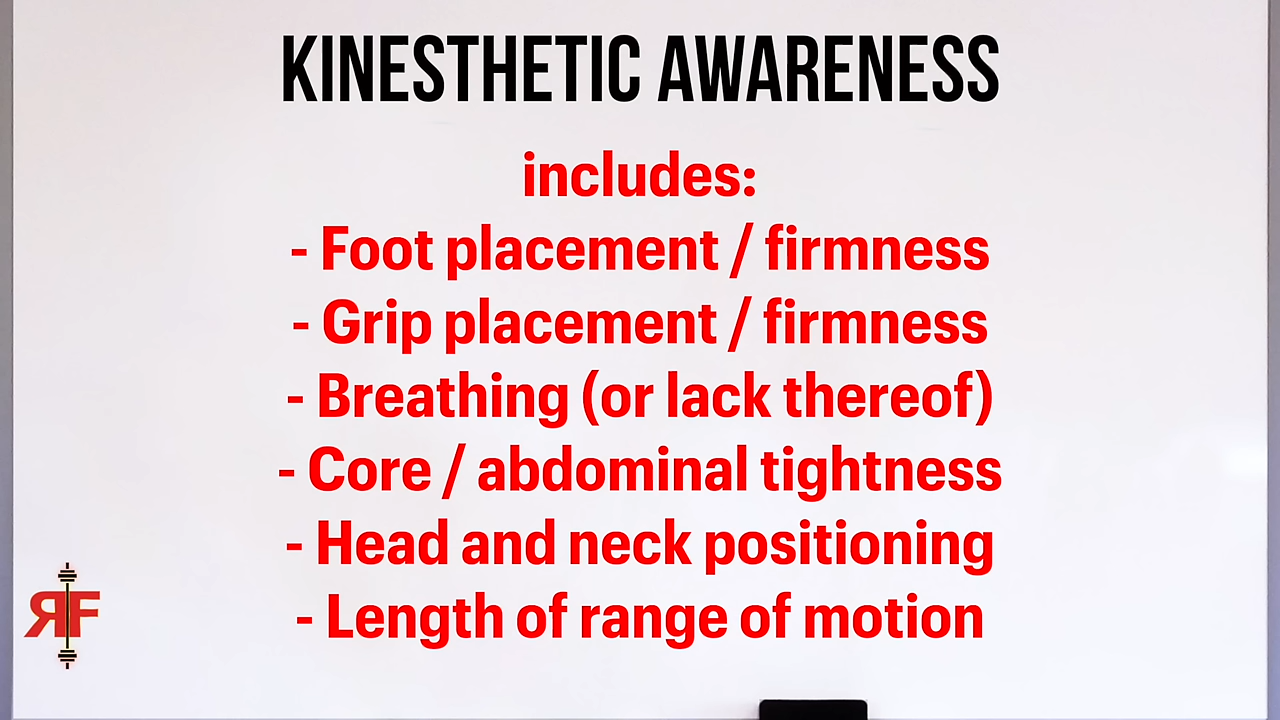 KINESTHETIC AWARENESS
includes:
- Foot placement / firmness
- Grip placement / firmness
- Breathing (or lack thereof)
- Core / abdominal tightness
- Head and neck positioning
- Length of range of motion
RF